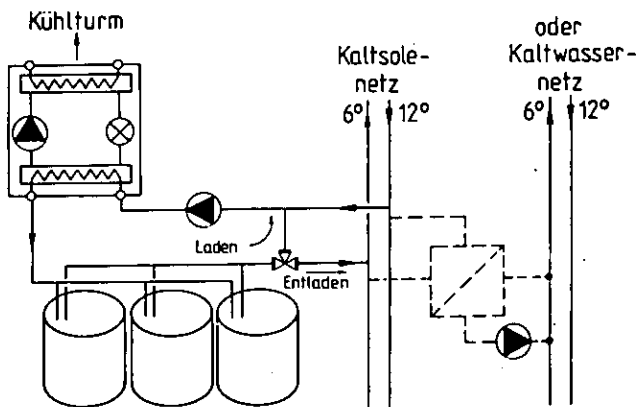 Kühlturm
Kaltsole-
netz
6° 12°
oder
Kaltwasser-
netz
6° 12°
Laden
Entladen